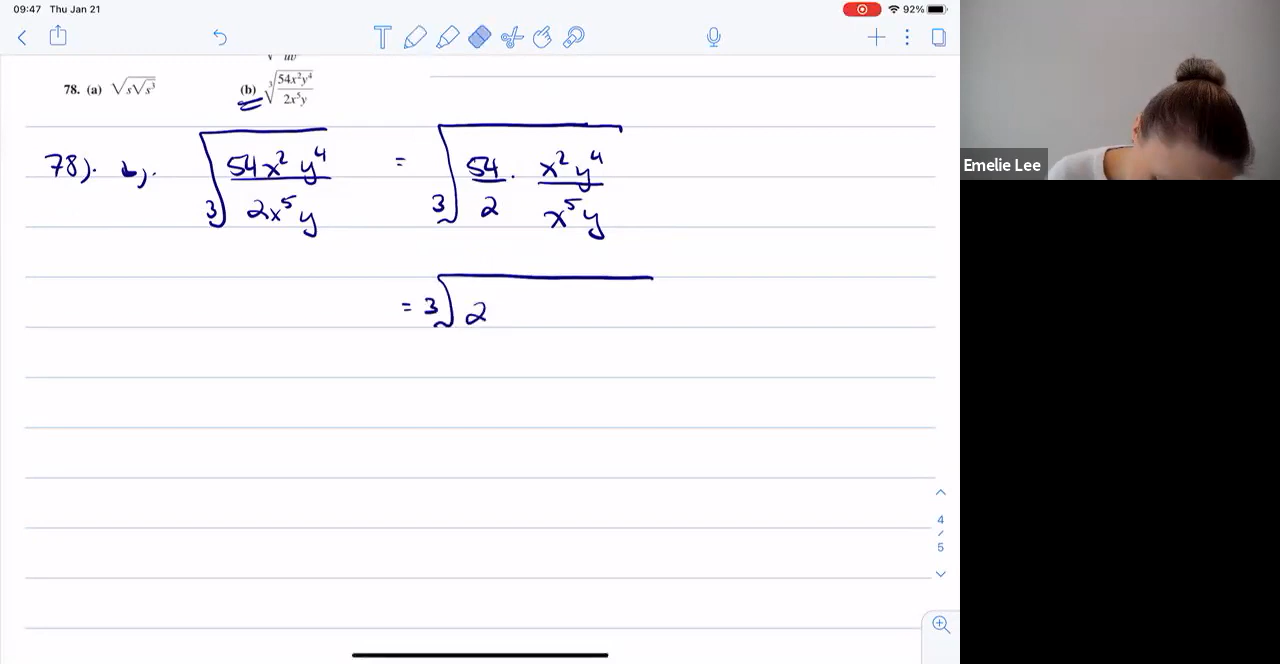 09:47 Thu Jan 21
92%
78. (a) √(s√(s³)) (b) ∛(54x²y⁴ / 2x⁵y)
78). b). ∛(54x²y⁴ / 2x⁵y) = ∛(54/2 · x²y⁴ / x⁵y)
Emelie Lee
= ∛(2
4
/
5